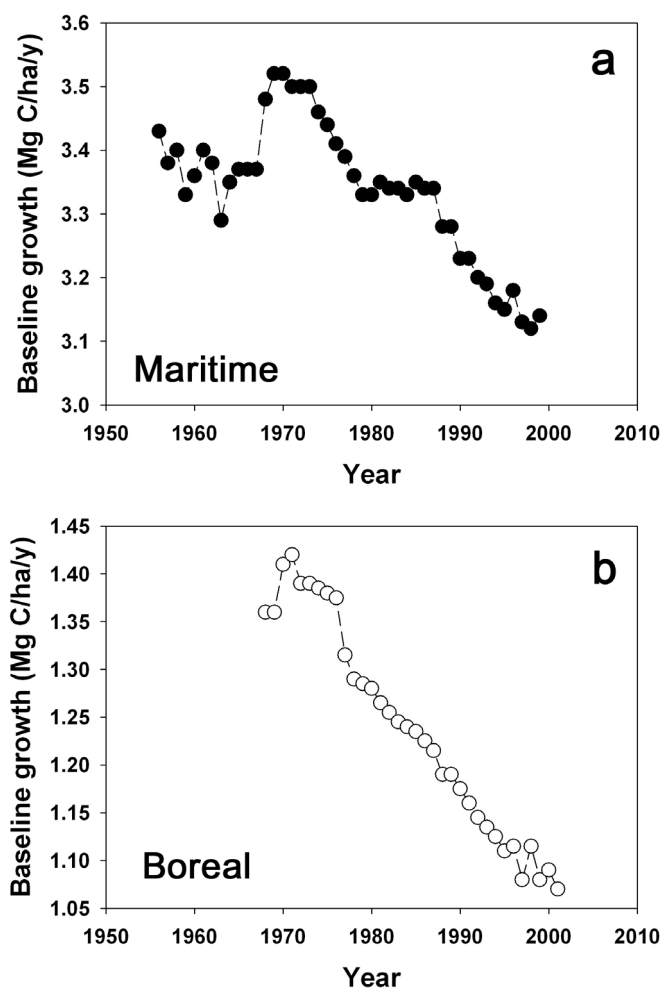 Baseline growth (Mg C/ha/y)
3.6
3.5
3.4
3.3
3.2
3.1
3.0
a
Maritime
1950 1960 1970 1980 1990 2000 2010
Year
Baseline growth (Mg C/ha/y)
1.45
1.40
1.35
1.30
1.25
1.20
1.15
1.10
1.05
b
Boreal
1950 1960 1970 1980 1990 2000 2010
Year